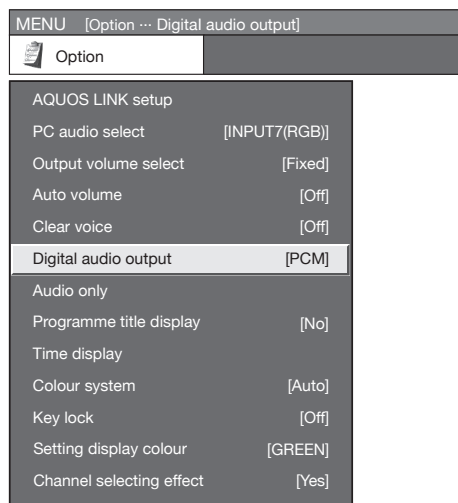 MENU [Option ··· Digital audio output]
Option
AQUOS LINK setup
PC audio select [INPUT7(RGB)]
Output volume select [Fixed]
Auto volume [Off]
Clear voice [Off]
Digital audio output [PCM]
Audio only
Programme title display [No]
Time display
Colour system [Auto]
Key lock [Off]
Setting display colour [GREEN]
Channel selecting effect [Yes]